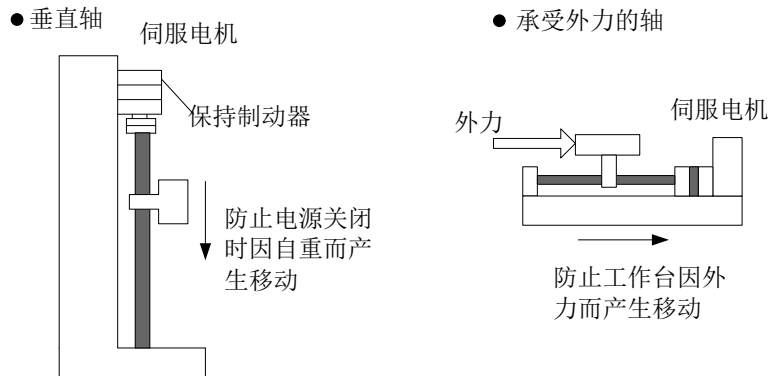 ● 垂直轴
伺服电机
保持制动器
防止电源关闭
时因自重而产
生移动
● 承受外力的轴
伺服电机
外力
防止工作台因外
力而产生移动